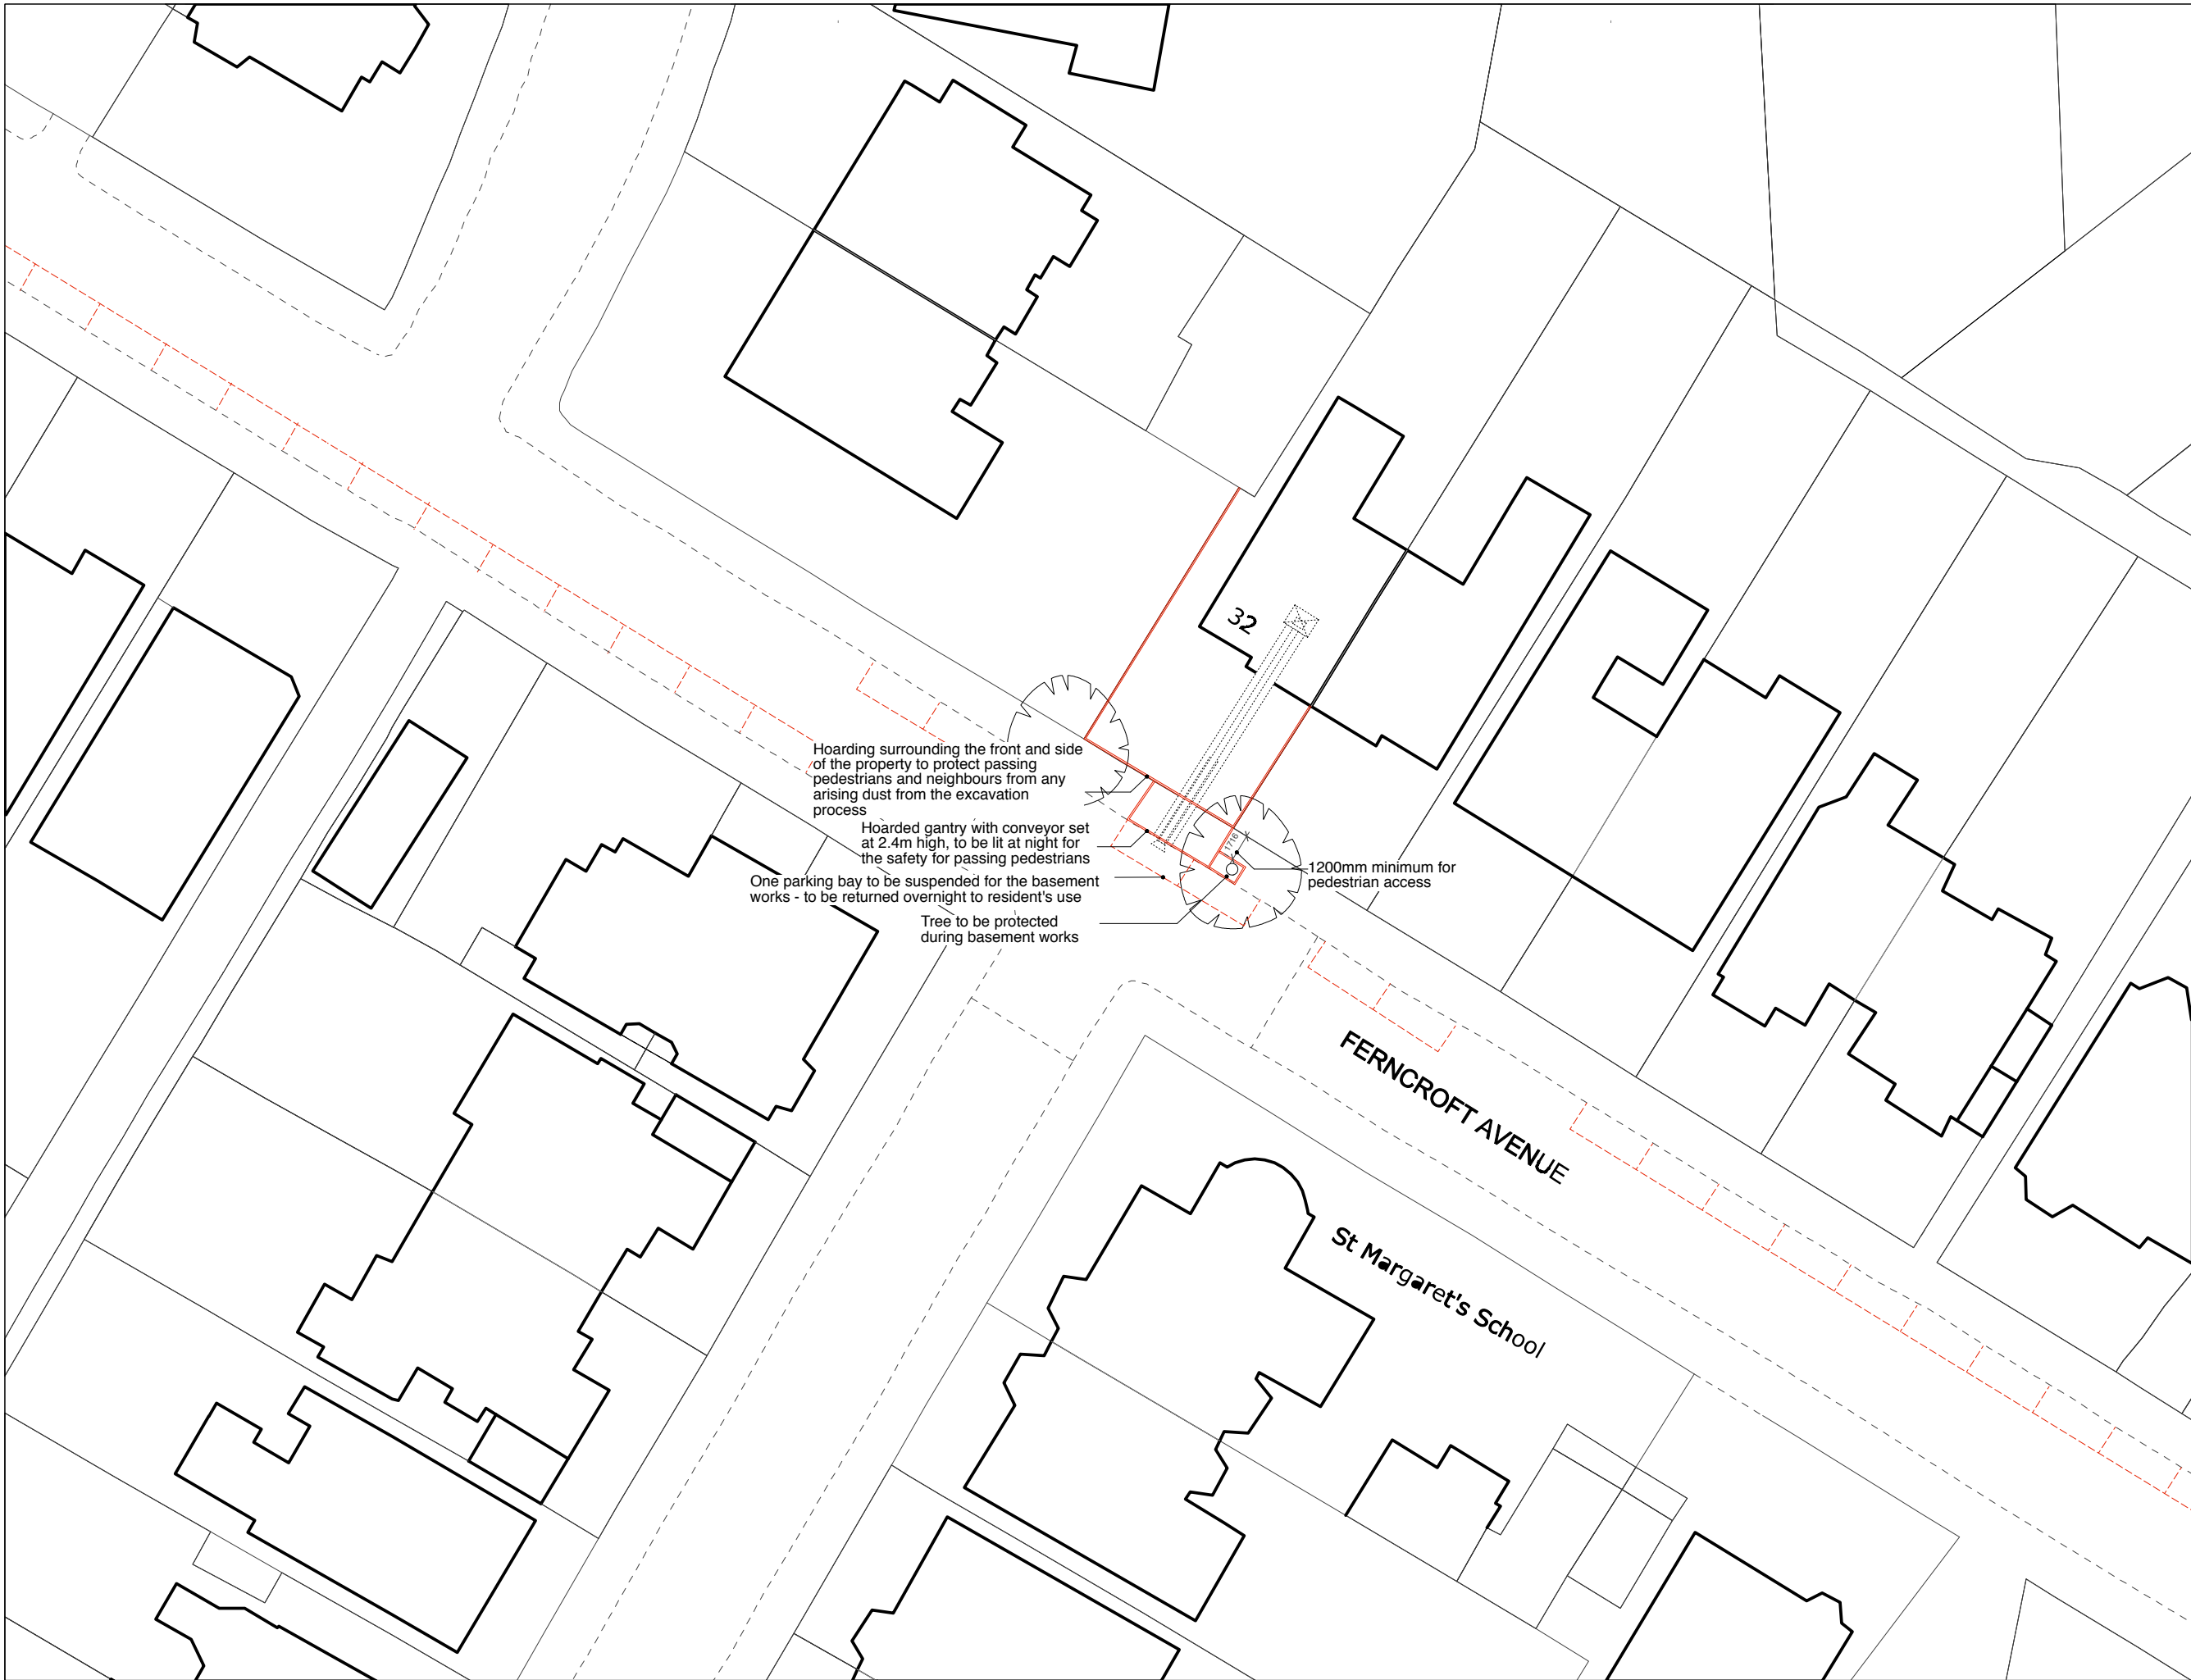 32
Hoarding surrounding the front and side
of the property to protect passing
pedestrians and neighbours from any
arising dust from the excavation
process
Hoarded gantry with conveyor set
at 2.4m high, to be lit at night for
the safety for passing pedestrians
1716
1200mm minimum for
pedestrian access
One parking bay to be suspended for the basement
works - to be returned overnight to resident's use
Tree to be protected
during basement works
FERNCROFT AVENUE
St Margaret's School